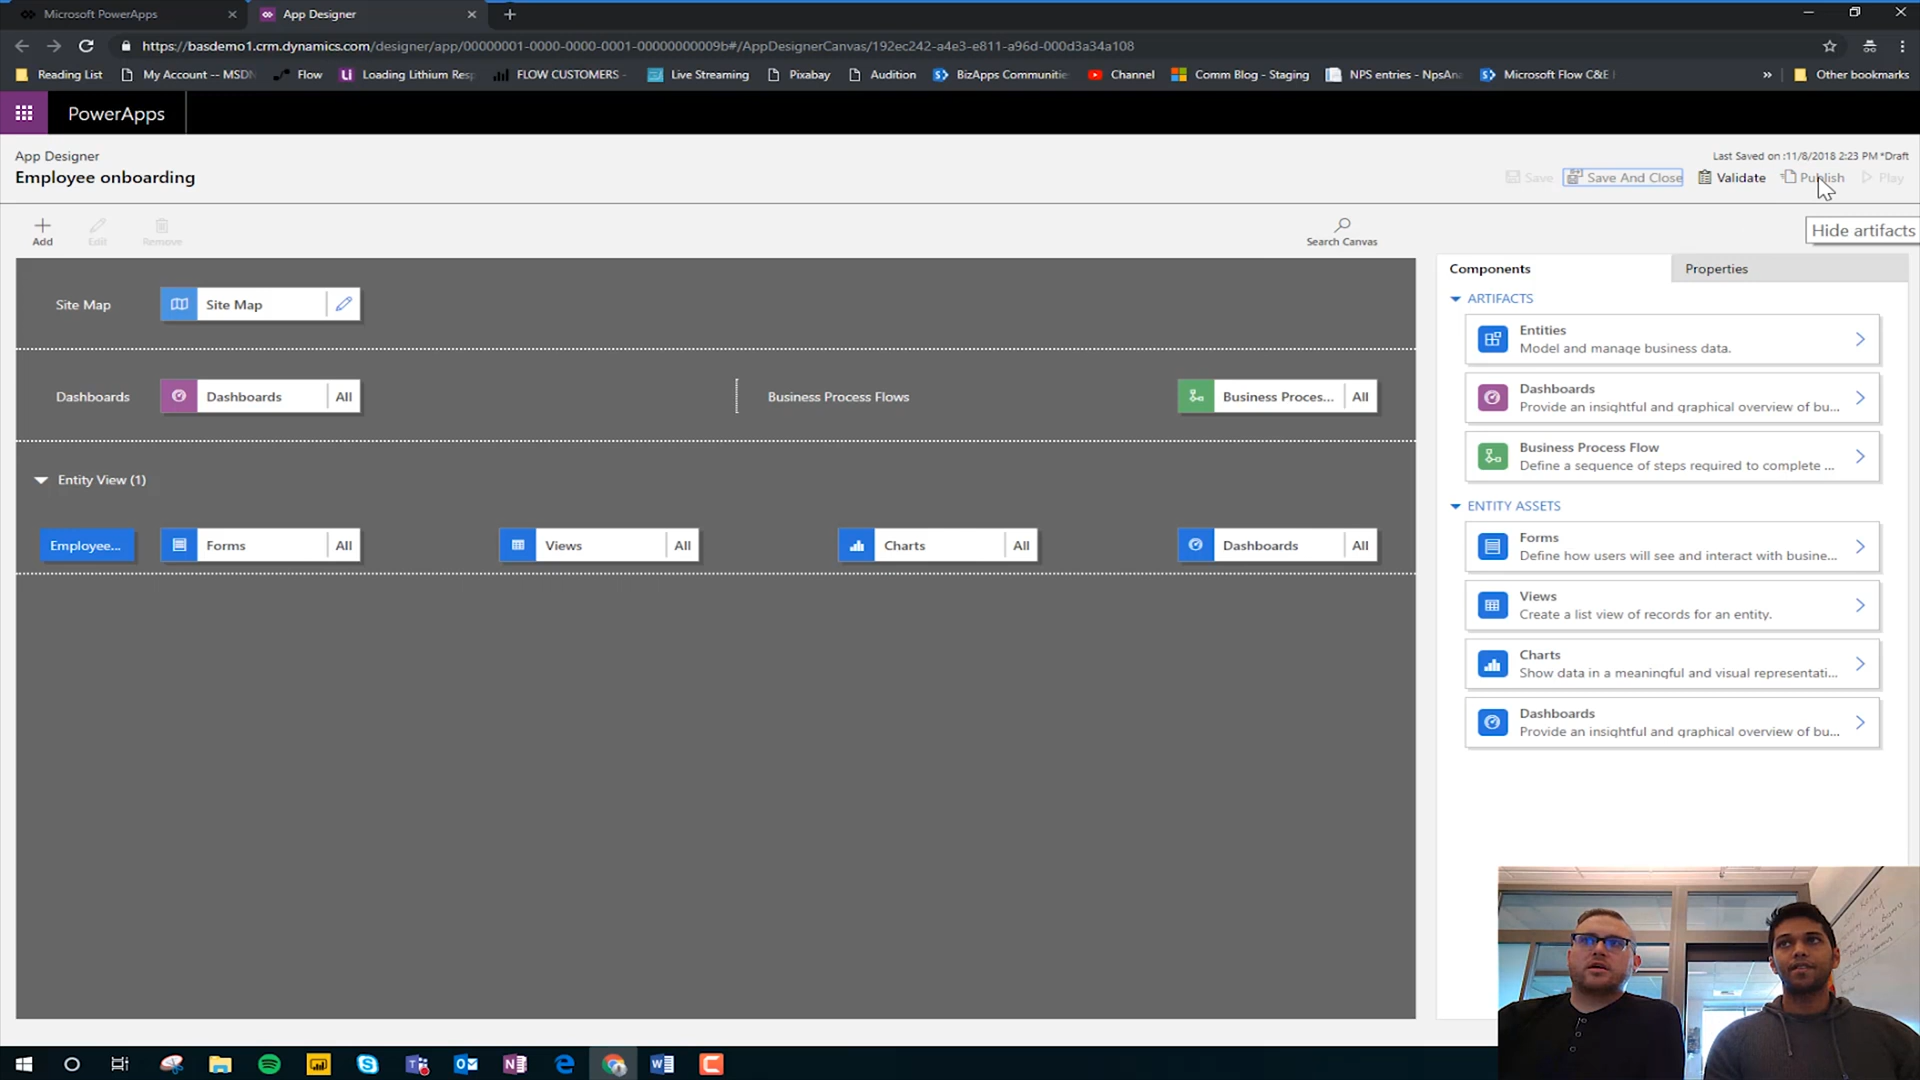 Microsoft PowerApps
App Designer
https://basdemo1.crm.dynamics.com/designer/app/00000001-0000-0000-0001-00000000009b#/AppDesignerCanvas/192ec242-a4e3-e811-a96d-000d3a34a108
Reading List
My Account -- MSDN
Flow
Loading Lithium Resp
FLOW CUSTOMERS -
Live Streaming
Pixabay
Audition
BizApps Communitie
Channel
Comm Blog - Staging
NPS entries - NpsAna
Microsoft Flow C&E
»
Other bookmarks
PowerApps
App Designer
Last Saved on :11/8/2018 2:23 PM *Draft
Employee onboarding
Save
Save And Close
Validate
Publish
Play
Add
Edit
Remove
Search Canvas
Hide artifacts
Components
Properties
Site Map
Site Map
ARTIFACTS
Entities
Model and manage business data.
Dashboards
Dashboards
All
Business Process Flows
Business Proces...
All
Dashboards
Provide an insightful and graphical overview of bu...
Business Process Flow
Define a sequence of steps required to complete ...
Entity View (1)
ENTITY ASSETS
Employee...
Forms
All
Views
All
Charts
All
Dashboards
All
Forms
Define how users will see and interact with busine...
Views
Create a list view of records for an entity.
Charts
Show data in a meaningful and visual representati...
Dashboards
Provide an insightful and graphical overview of bu...